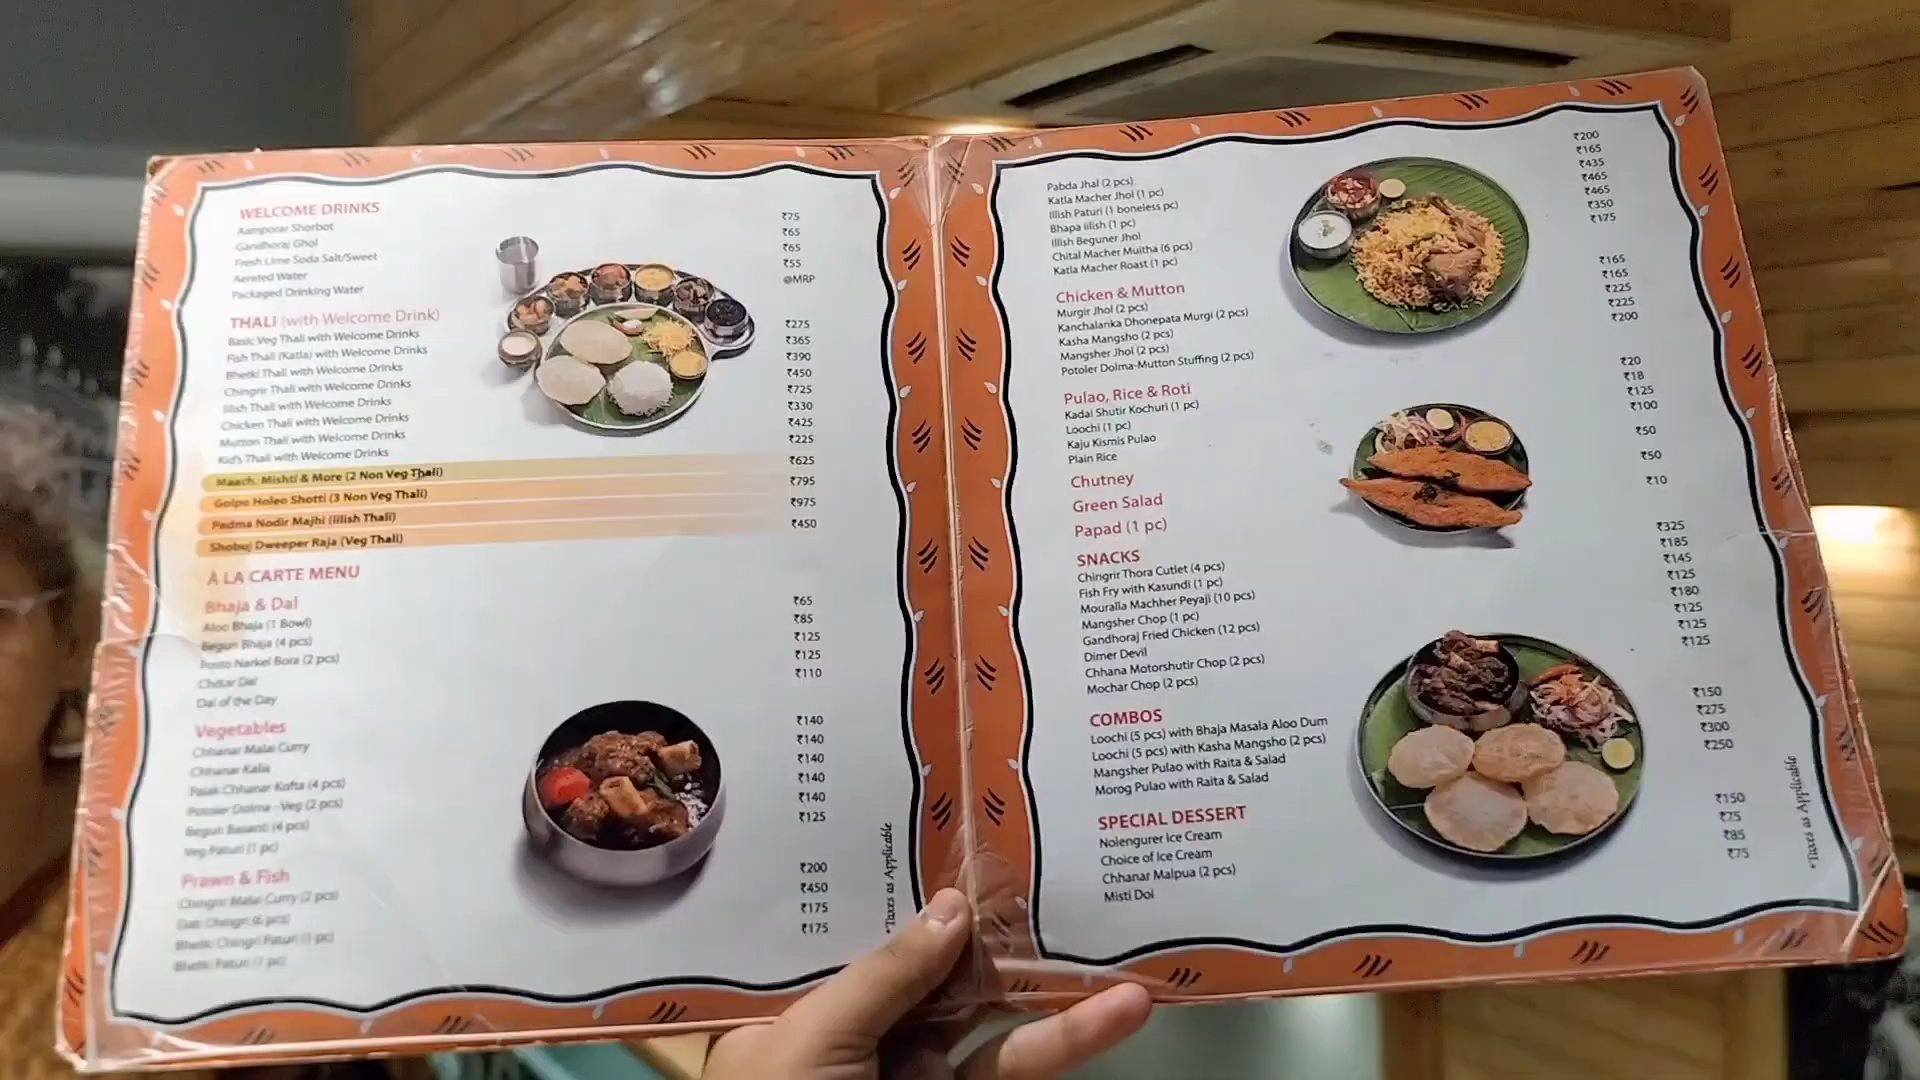 WELCOME DRINKS
Aamporar Shorbot ₹75
Gandhoraj Ghol ₹65
Fresh Lime Soda Salt/Sweet ₹65
Aerated Water ₹55
Packaged Drinking Water @MRP
THALI (with Welcome Drink)
Basic Veg Thali with Welcome Drinks ₹275
Fish Thali (Katla) with Welcome Drinks ₹365
Bhetki Thali with Welcome Drinks ₹390
Chingrir Thali with Welcome Drinks ₹450
Illish Thali with Welcome Drinks ₹725
Chicken Thali with Welcome Drinks ₹330
Mutton Thali with Welcome Drinks ₹425
Kid's Thali with Welcome Drinks ₹225
Maach, Mishti & More (2 Non Veg Thali) ₹625
Golpo Holeo Shotti (3 Non Veg Thali) ₹795
Padma Nodir Majhi (Illish Thali) ₹975
Shobuj Dweeper Raja (Veg Thali) ₹450
À LA CARTE MENU
Bhaja & Dal
Aloo Bhaja (1 Bowl) ₹65
Begun Bhaja (4 pcs) ₹85
Posto Narkel Bora (2 pcs) ₹125
Cholar Dal ₹125
Dal of the Day ₹110
Vegetables
Chhanar Malai Curry ₹140
Chhanar Kalia ₹140
Palak Chhanar Kofta (4 pcs) ₹140
Potoler Dolma - Veg (2 pcs) ₹140
Begun Basanti (4 pcs) ₹140
Veg Paturi (1 pc) ₹125
Prawn & Fish
Chingri Malai Curry (2 pcs) ₹200
Dab Chingri (6 pcs) ₹450
Bhetki Chingri Paturi (1 pc) ₹175
Bhetki Paturi (1 pc) ₹175
*Taxes as Applicable
Pabda Jhal (2 pcs) ₹200
Katla Macher Jhol (1 pc) ₹165
Illish Paturi (1 boneless pc) ₹435
Bhapa illish (1 pc) ₹465
Illish Beguner Jhol ₹465
Chital Macher Muitha (6 pcs) ₹350
Katla Macher Roast (1 pc) ₹175
Chicken & Mutton
Murgir Jhol (2 pcs) ₹165
Kanchalanka Dhonepata Murgi (2 pcs) ₹165
Kasha Mangsho (2 pcs) ₹225
Mangsher Jhol (2 pcs) ₹225
Potoler Dolma-Mutton Stuffing (2 pcs) ₹200
Pulao, Rice & Roti
Kadai Shutir Kochuri (1 pc) ₹20
Loochi (1 pc) ₹18
Kaju Kismis Pulao ₹125
Plain Rice ₹100
Chutney ₹50
Green Salad ₹50
Papad (1 pc) ₹10
SNACKS
Chingrir Thora Cutlet (4 pcs) ₹325
Fish Fry with Kasundi (1 pc) ₹185
Mouralla Machher Peyaji (10 pcs) ₹145
Mangsher Chop (1 pc) ₹125
Gandhoraj Fried Chicken (12 pcs) ₹180
Dimer Devil ₹125
Chhana Motorshutir Chop (2 pcs) ₹125
Mochar Chop (2 pcs) ₹125
COMBOS
Loochi (5 pcs) with Bhaja Masala Aloo Dum ₹150
Loochi (5 pcs) with Kasha Mangsho (2 pcs) ₹275
Mangsher Pulao with Raita & Salad ₹300
Morog Pulao with Raita & Salad ₹250
SPECIAL DESSERT
Nolengurer Ice Cream ₹150
Choice of Ice Cream ₹75
Chhanar Malpua (2 pcs) ₹85
Misti Doi ₹75
*Taxes as Applicable